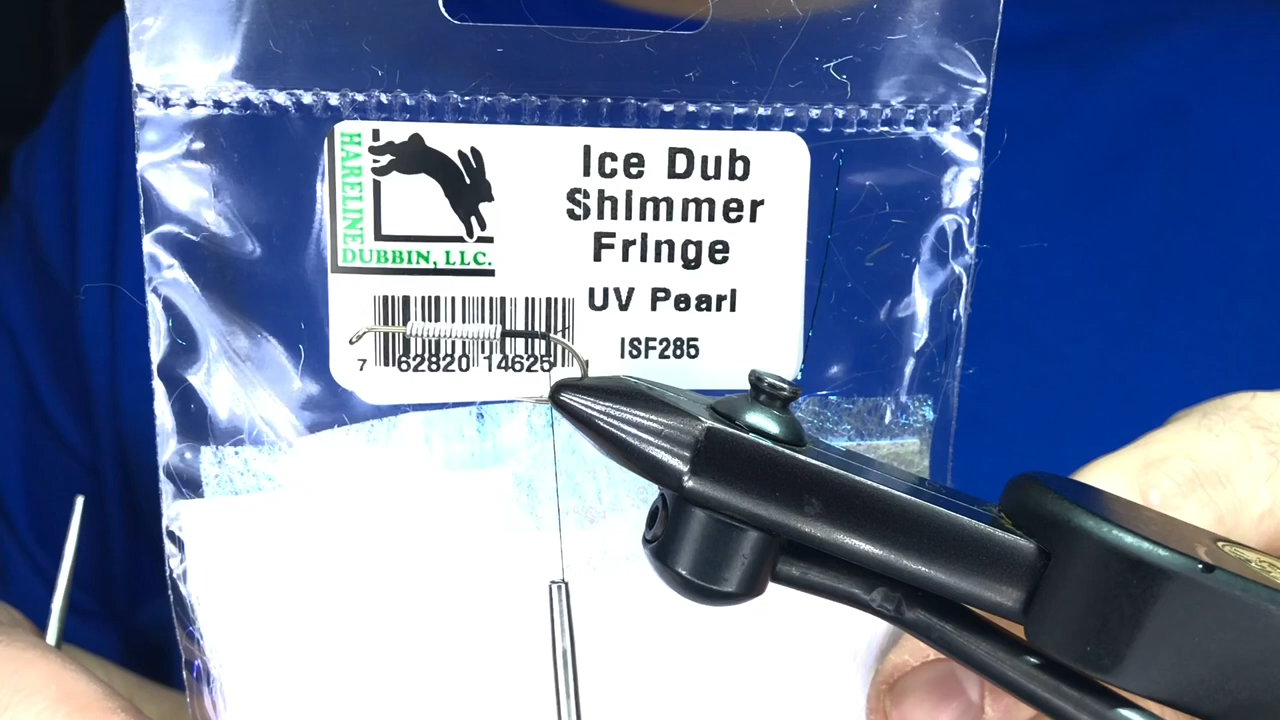 HARELINE
DUBBIN, LLC.
Ice Dub
Shimmer
Fringe
UV Pearl
ISF285
7 62820 14625